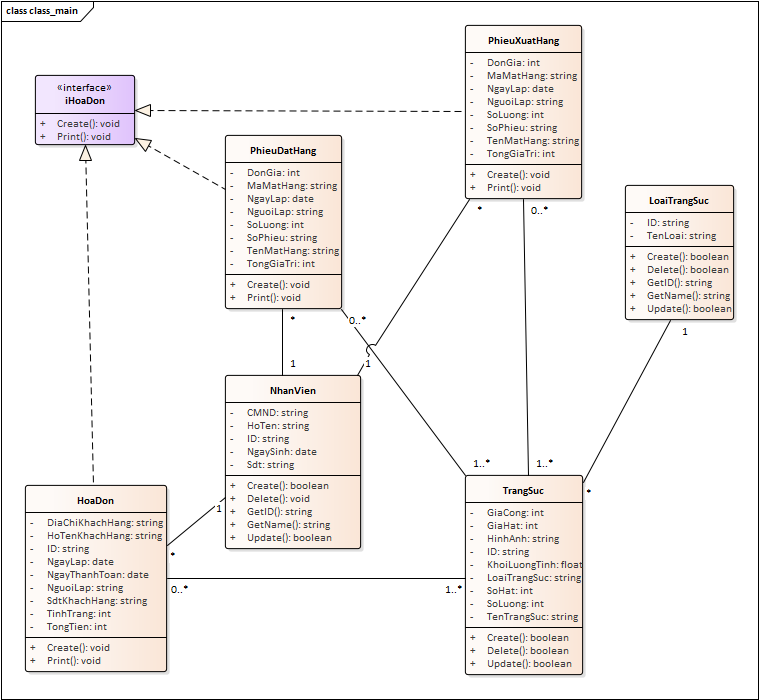 class class_main
PhieuXuatHang
- DonGia: int
- MaMatHang: string
- NgayLap: date
- NguoiLap: string
- SoLuong: int
- SoPhieu: string
- TenMatHang: string
- TongGiaTri: int
+ Create(): void
+ Print(): void
«interface»
iHoaDon
+ Create(): void
+ Print(): void
PhieuDatHang
- DonGia: int
- MaMatHang: string
- NgayLap: date
- NguoiLap: string
- SoLuong: int
- SoPhieu: string
- TenMatHang: string
- TongGiaTri: int
+ Create(): void
+ Print(): void
LoaiTrangSuc
- ID: string
- TenLoai: string
+ Create(): boolean
+ Delete(): boolean
+ GetID(): string
+ GetName(): string
+ Update(): boolean
* 0..*
* 0..*
1 1
1
NhanVien
- CMND: string
- HoTen: string
- ID: string
- NgaySinh: date
- Sdt: string
+ Create(): boolean
+ Delete(): void
+ GetID(): string
+ GetName(): string
+ Update(): boolean
1..* 1..*
*
1
*
0..* 1..*
HoaDon
- DiaChiKhachHang: string
- HoTenKhachHang: string
- ID: string
- NgayLap: date
- NgayThanhToan: date
- NguoiLap: string
- SdtKhachHang: string
- TinhTrang: int
- TongTien: int
+ Create(): void
+ Print(): void
TrangSuc
- GiaCong: int
- GiaHat: int
- HinhAnh: string
- ID: string
- KhoiLuongTinh: float
- LoaiTrangSuc: string
- SoHat: int
- SoLuong: int
- TenTrangSuc: string
+ Create(): boolean
+ Delete(): boolean
+ Update(): boolean